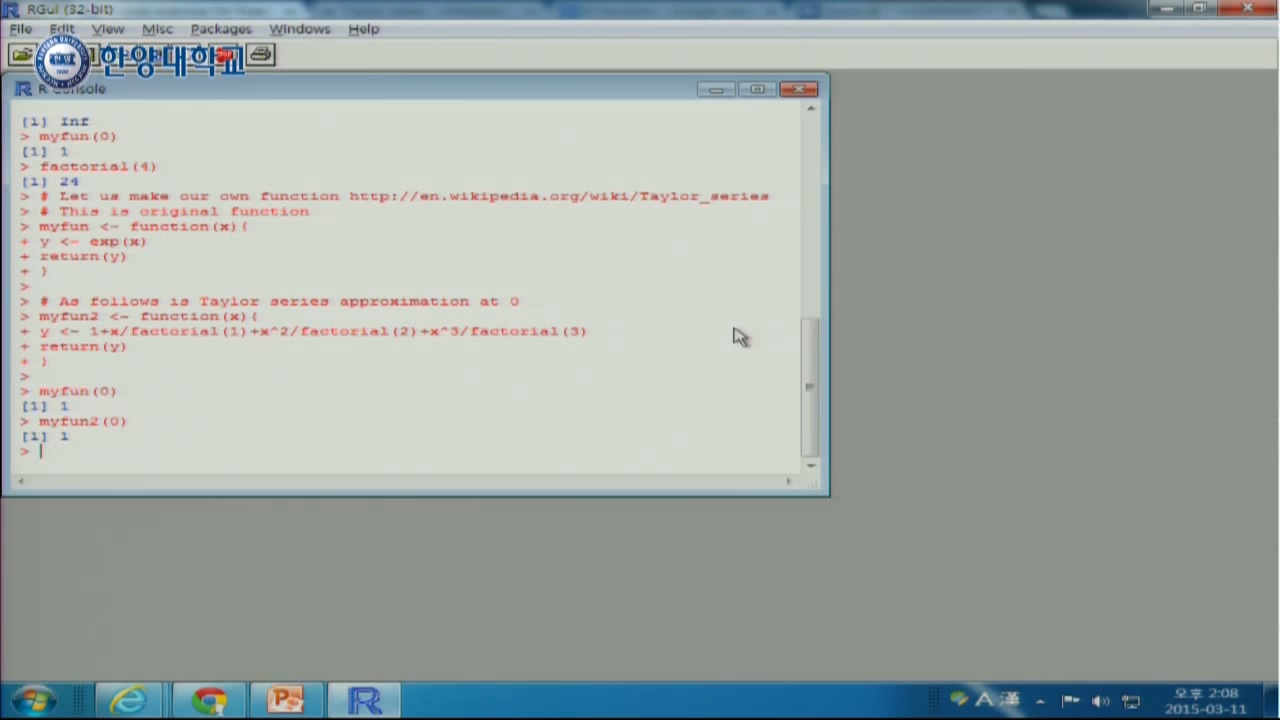 RGui (32-bit)
File Edit View Misc Packages Windows Help
한양대학교
R Console
[1] Inf
> myfun(0)
[1] 1
> factorial(4)
[1] 24
> # Let us make our own function http://en.wikipedia.org/wiki/Taylor_series
> # This is original function
> myfun <- function(x){
+ y <- exp(x)
+ return(y)
+ }
>
> # As follows is Taylor series approximation at 0
> myfun2 <- function(x){
+ y <- 1+x/factorial(1)+x^2/factorial(2)+x^3/factorial(3)
+ return(y)
+ }
>
> myfun(0)
[1] 1
> myfun2(0)
[1] 1
>
A 漢 오후 2:08
2015-03-11